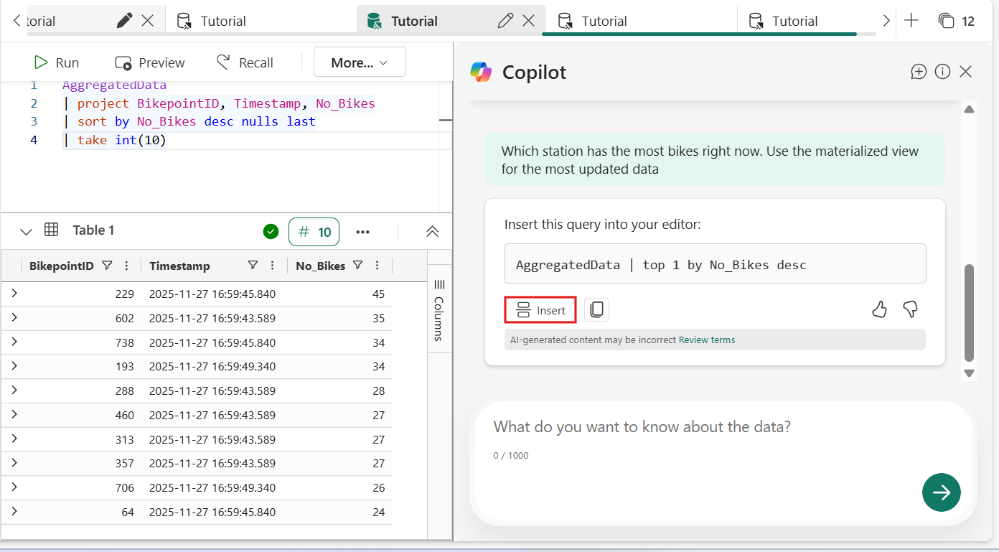 torial
Tutorial
Tutorial
Tutorial
Tutorial
12
Run
Preview
Recall
More...
1 AggregatedData
2 | project BikepointID, Timestamp, No_Bikes
3 | sort by No_Bikes desc nulls last
4 | take int(10)
Table 1
# 10
BikepointID Timestamp No_Bikes
229 2025-11-27 16:59:45.840 45
602 2025-11-27 16:59:43.589 35
738 2025-11-27 16:59:45.840 34
193 2025-11-27 16:59:49.340 34
288 2025-11-27 16:59:43.589 28
460 2025-11-27 16:59:43.589 27
313 2025-11-27 16:59:43.589 27
357 2025-11-27 16:59:43.589 27
706 2025-11-27 16:59:49.340 26
64 2025-11-27 16:59:45.840 24
Columns
Copilot
Which station has the most bikes right now. Use the materialized view
for the most updated data
Insert this query into your editor:
AggregatedData | top 1 by No_Bikes desc
Insert
AI-generated content may be incorrect Review terms
What do you want to know about the data?
0 / 1000